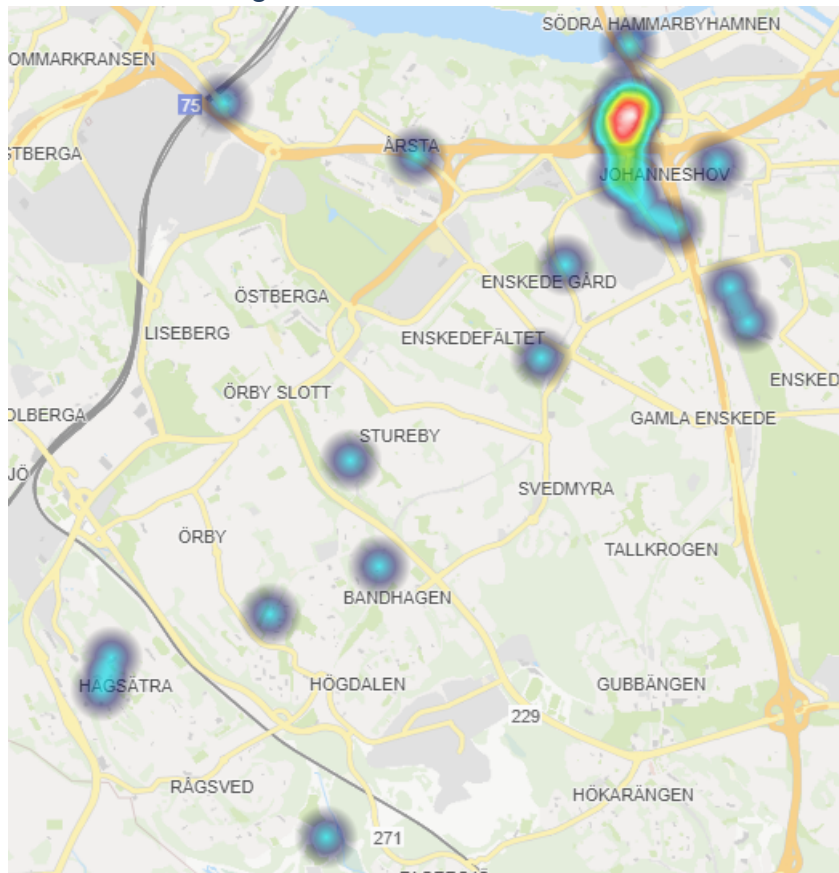 SÖDRA HAMMARBYHAMNEN
OMMARKRANSEN
75
ÅRSTA
STBERGA
JOHANNESHOV
ENSKEDE GÅRD
ÖSTBERGA
LISEBERG
ENSKEDEFÄLTET
ENSKED
ÖRBY SLOTT
OLBERGA
GAMLA ENSKEDE
STUREBY
JÖ
SVEDMYRA
ÖRBY
TALLKROGEN
BANDHAGEN
HAGSÄTRA
HÖGDALEN
GUBBÄNGEN
229
RÅGSVED
HÖKARÄNGEN
271